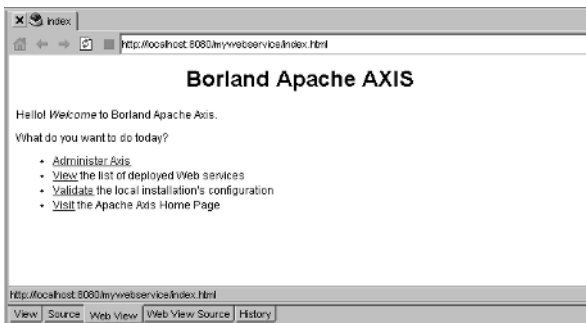 Index
http://localhost:8080/mywebservice/index.html
Borland Apache AXIS
Hello! Welcome to Borland Apache Axis.
What do you want to do today?
• Administer Axis
• View the list of deployed Web services
• Validate the local installation's configuration
• Visit the Apache Axis Home Page
http://localhost:8080/mywebservice/index.html
View Source Web View Web View Source History